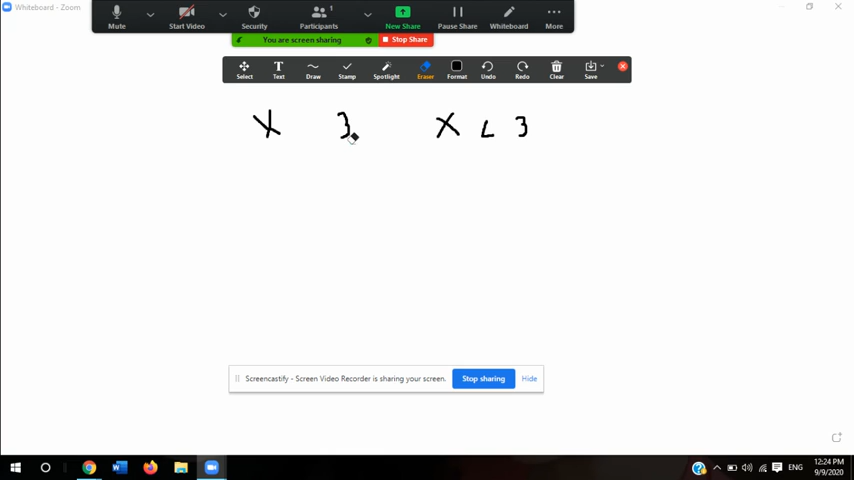 Whiteboard - Zoom
Mute Start Video Security Participants 1 New Share Pause Share Whiteboard More
You are screen sharing Stop Share
Select Text Draw Stamp Spotlight Eraser Format Undo Redo Clear Save
X 3 X < 3
Screencastify - Screen Video Recorder is sharing your screen. Stop sharing Hide
ENG 12:24 PM
9/9/2020